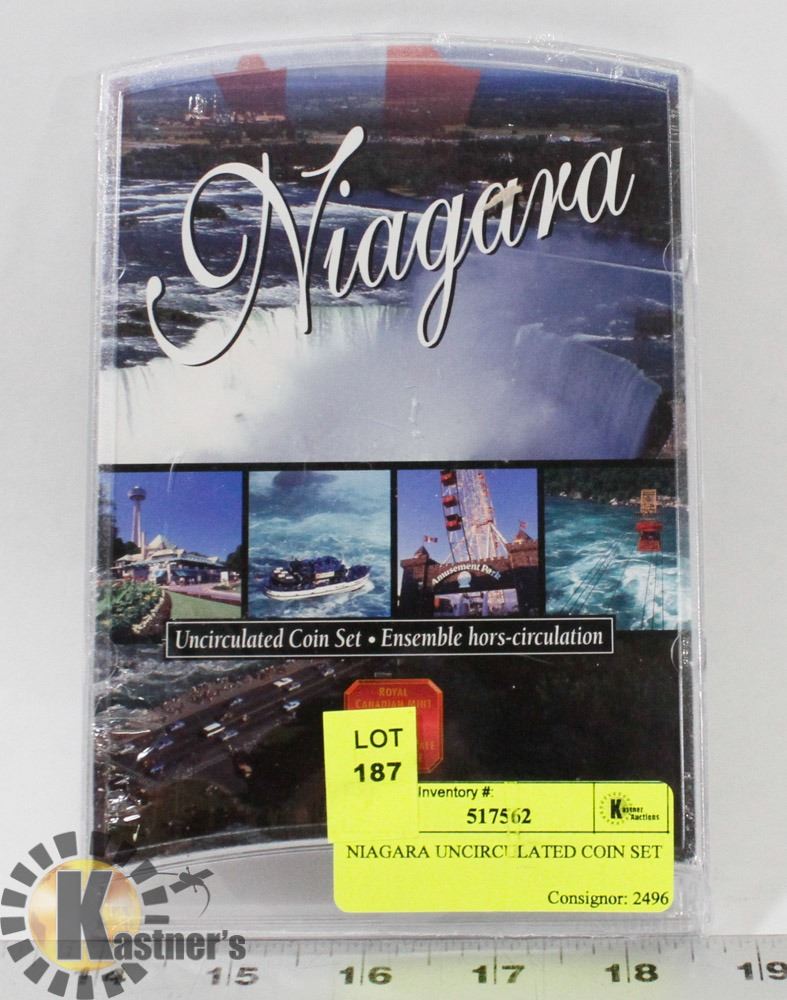 Niagara
Amusement Park
Uncirculated Coin Set • Ensemble hors-circulation
ROYAL
CANADIAN MINT
LOT
187
Inventory #:
517562
Kastner
Auctions
NIAGARA UNCIRCULATED COIN SET
Consignor: 2496
Kastner's
14 15 16 17 18 19